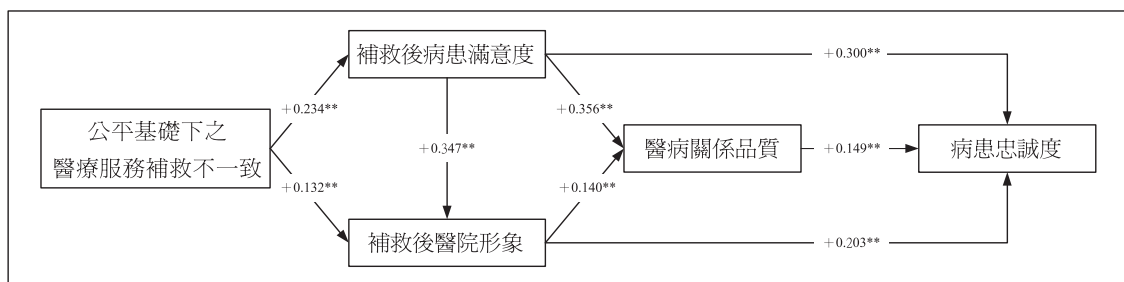 補救後病患滿意度
+0.300**
+0.234**
+0.356**
公平基礎下之
醫療服務補救不一致
+0.347**
醫病關係品質
+0.149**
病患忠誠度
+0.132**
+0.140**
補救後醫院形象
+0.203**